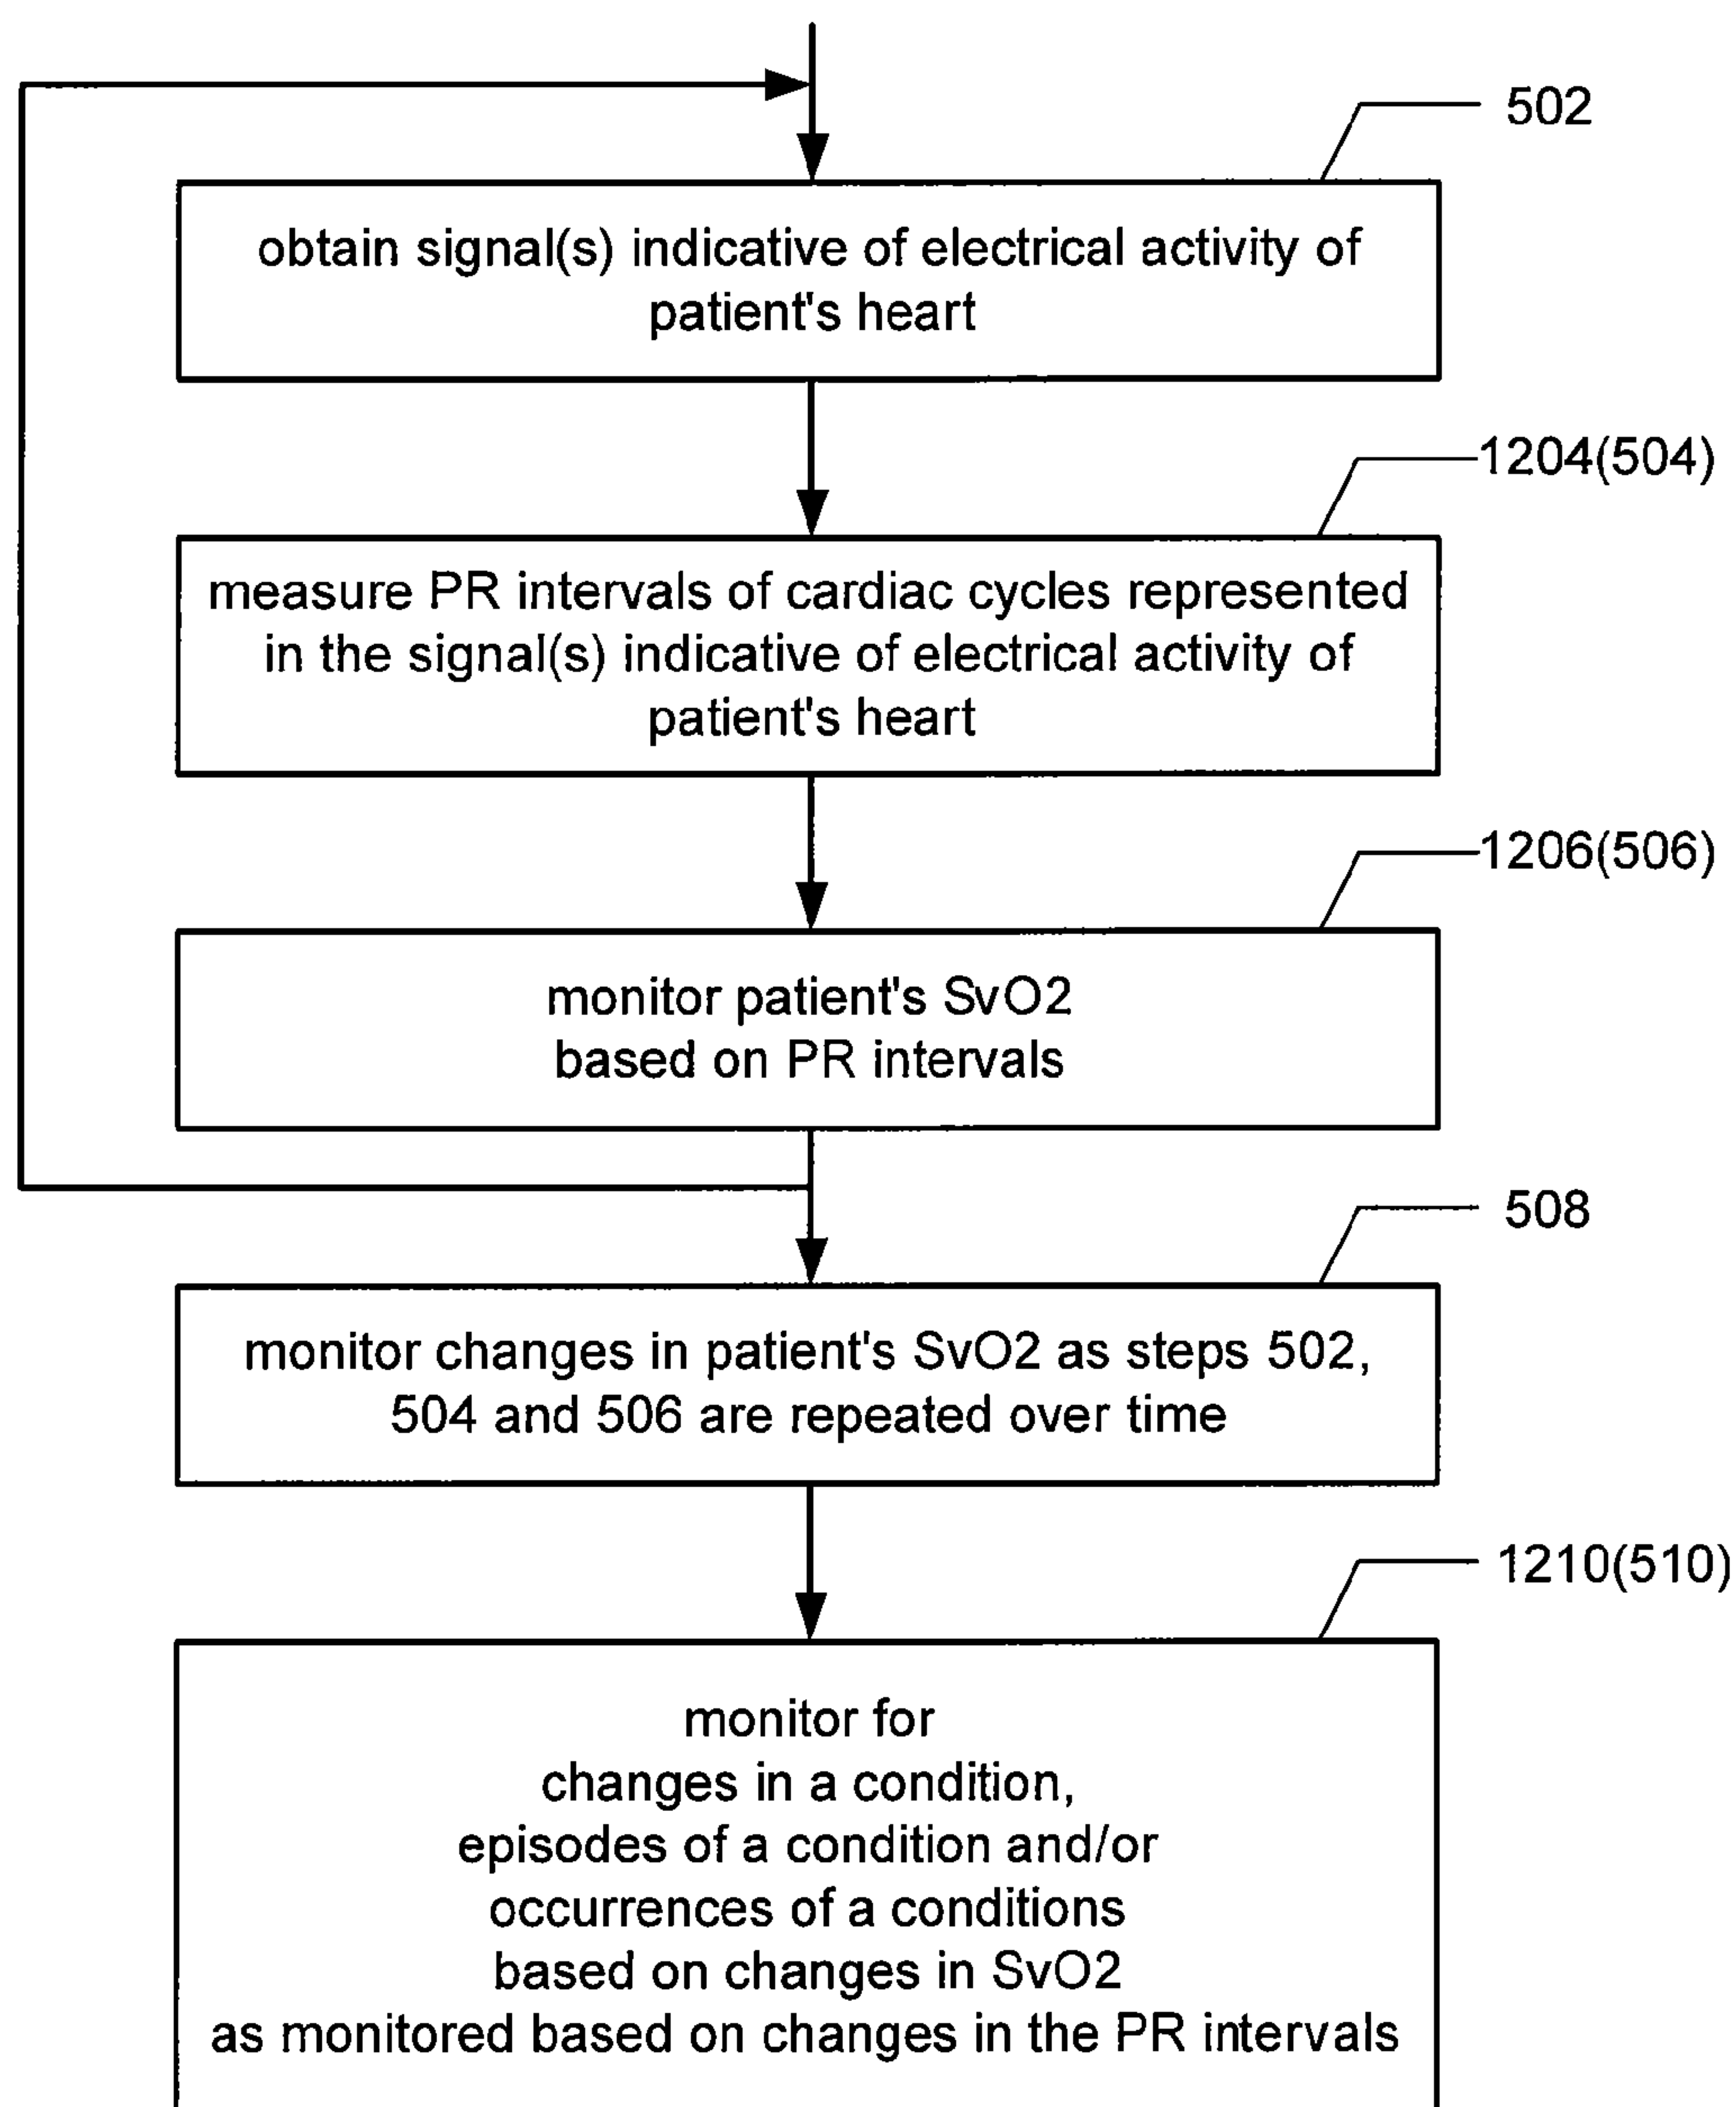 502
obtain signal(s) indicative of electrical activity of
patient's heart
1204(504)
measure PR intervals of cardiac cycles represented
in the signal(s) indicative of electrical activity of
patient's heart
1206(506)
monitor patient's SvO2
based on PR intervals
508
monitor changes in patient's SvO2 as steps 502,
504 and 506 are repeated over time
1210(510)
monitor for
changes in a condition,
episodes of a condition and/or
occurrences of a conditions
based on changes in SvO2
as monitored based on changes in the PR intervals